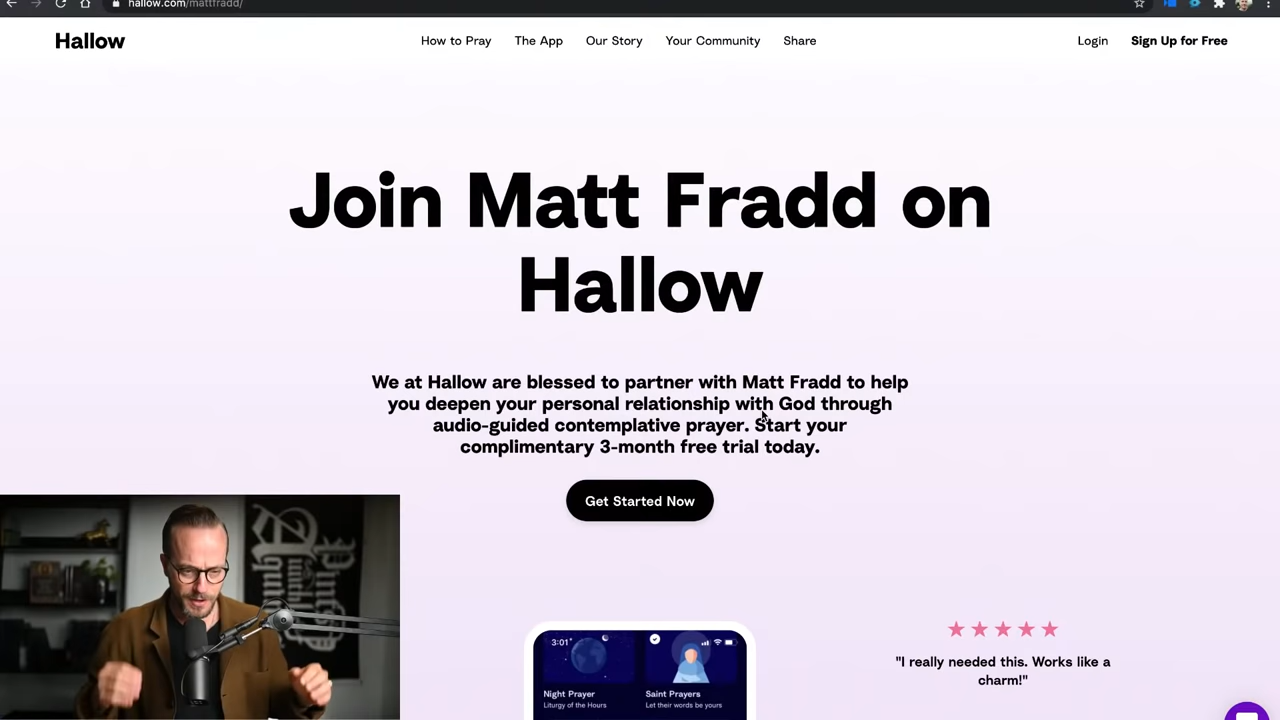 hallow.com/mattfradd/
Hallow
How to Pray
The App
Our Story
Your Community
Share
Login
Sign Up for Free
Join Matt Fradd on
Hallow
We at Hallow are blessed to partner with Matt Fradd to help
you deepen your personal relationship with God through
audio-guided contemplative prayer. Start your
complimentary 3-month free trial today.
Get Started Now
3:01
Night Prayer
Liturgy of the Hours
Saint Prayers
Let their words be yours
"I really needed this. Works like a
charm!"